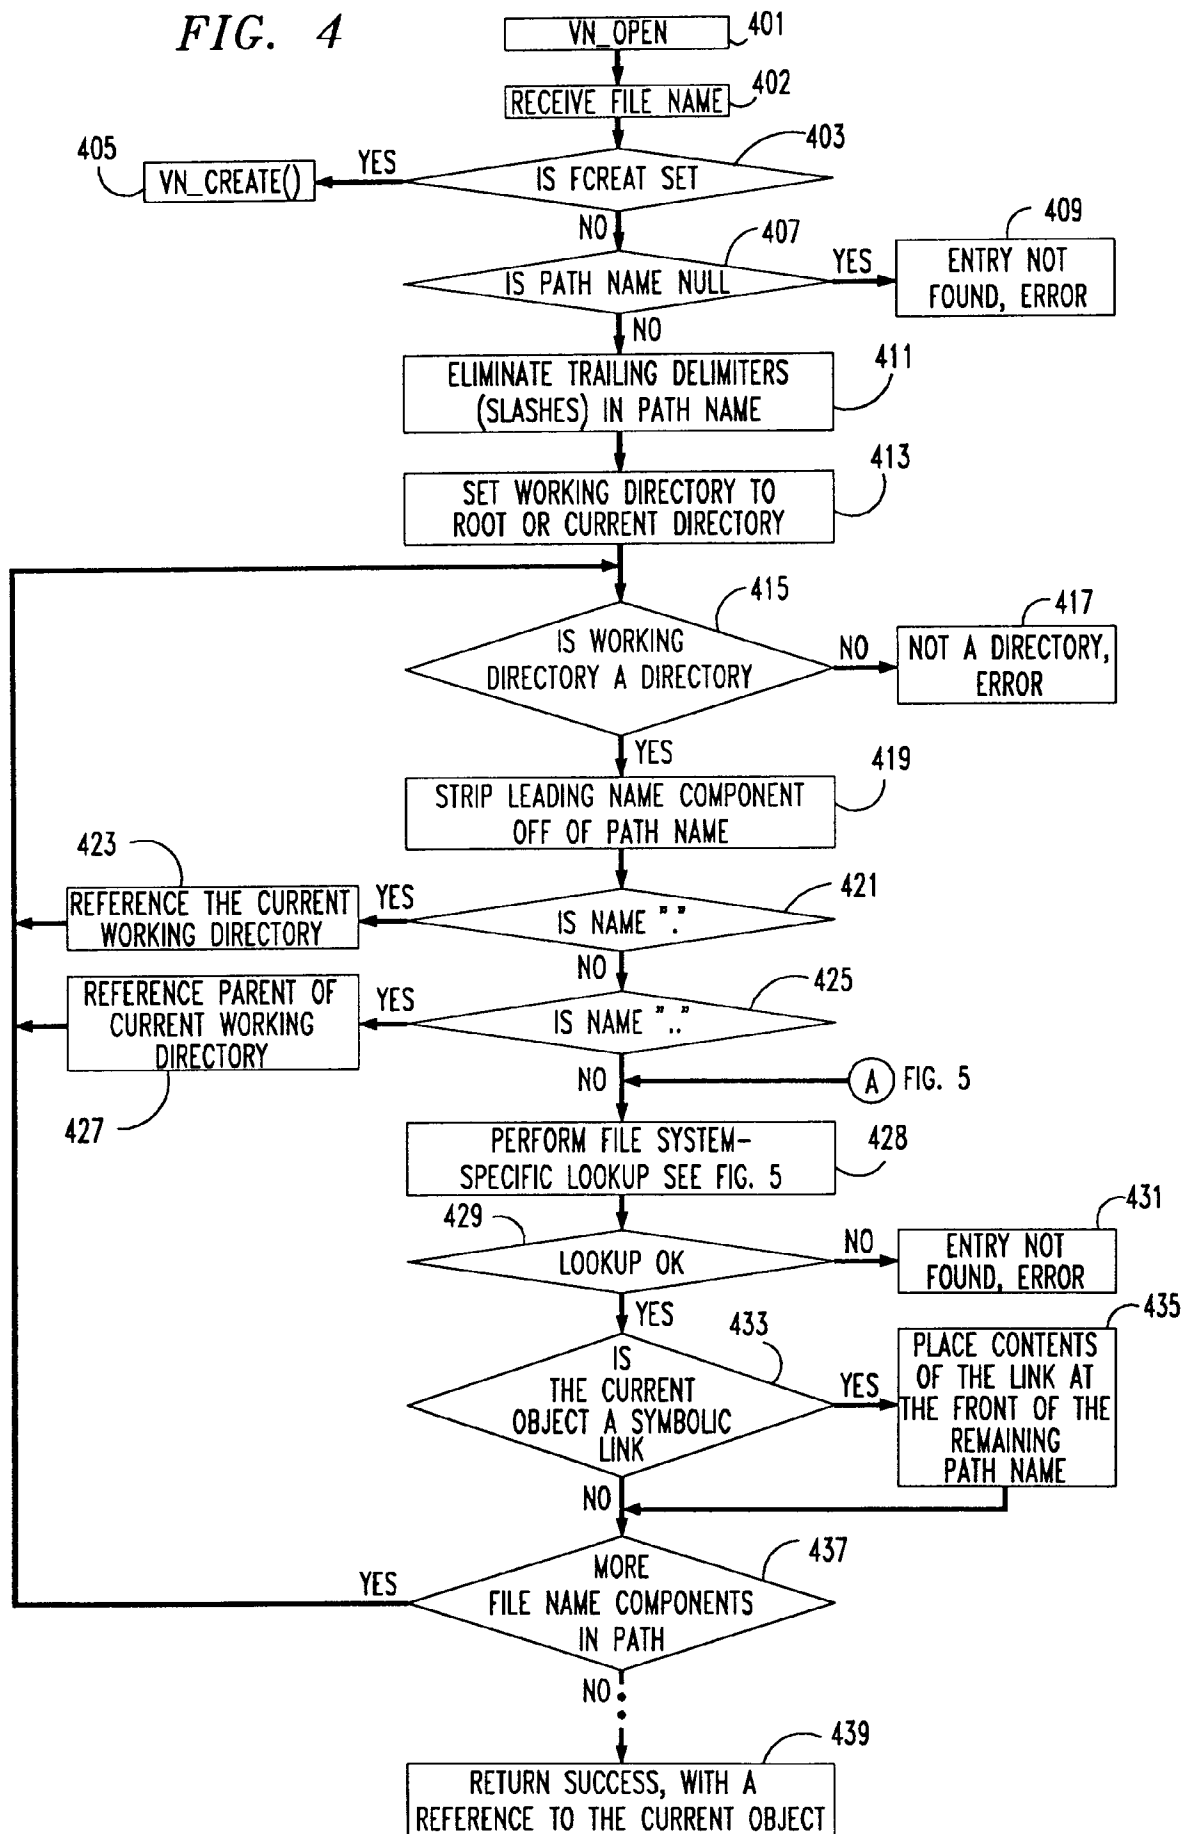 FIG. 4
VN_OPEN
401
RECEIVE FILE NAME
402
403
405
YES
VN_CREATE()
IS FCREAT SET
NO
407
409
IS PATH NAME NULL
YES
ENTRY NOT
FOUND, ERROR
NO
ELIMINATE TRAILING DELIMITERS
(SLASHES) IN PATH NAME
411
413
SET WORKING DIRECTORY TO
ROOT OR CURRENT DIRECTORY
415
417
IS WORKING
DIRECTORY A DIRECTORY
NO
NOT A DIRECTORY,
ERROR
YES
419
STRIP LEADING NAME COMPONENT
OFF OF PATH NAME
423
421
REFERENCE THE CURRENT
WORKING DIRECTORY
YES
IS NAME "."
NO
425
REFERENCE PARENT OF
CURRENT WORKING
DIRECTORY
YES
IS NAME ".."
427
NO
A
FIG. 5
PERFORM FILE SYSTEM-
SPECIFIC LOOKUP SEE FIG. 5
428
429
431
LOOKUP OK
NO
ENTRY NOT
FOUND, ERROR
YES
433
435
IS
THE CURRENT
OBJECT A SYMBOLIC
LINK
YES
PLACE CONTENTS
OF THE LINK AT
THE FRONT OF THE
REMAINING
PATH NAME
NO
437
YES
MORE
FILE NAME COMPONENTS
IN PATH
NO
439
RETURN SUCCESS, WITH A
REFERENCE TO THE CURRENT OBJECT